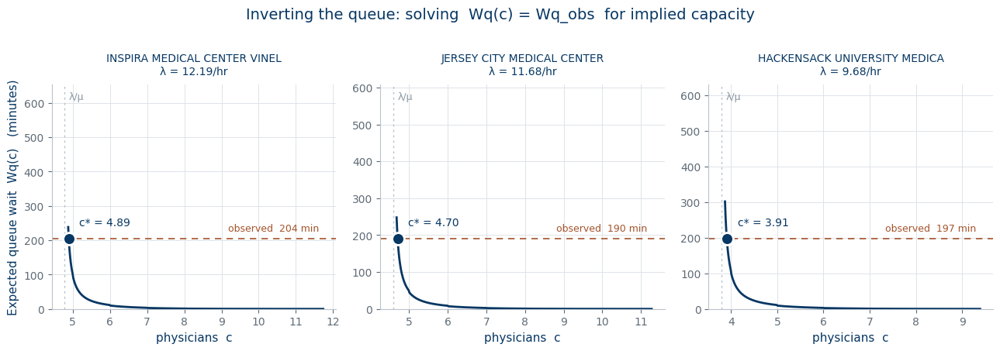 Inverting the queue: solving Wq(c) = Wq_obs for implied capacity
INSPIRA MEDICAL CENTER VINEL
λ = 12.19/hr
Expected queue wait Wq(c) (minutes)
600
500
400
300
200
100
0
λ/μ
c* = 4.89
observed 204 min
5 6 7 8 9 10 11 12
physicians c
JERSEY CITY MEDICAL CENTER
λ = 11.68/hr
600
500
400
300
200
100
0
λ/μ
c* = 4.70
observed 190 min
5 6 7 8 9 10 11
physicians c
HACKENSACK UNIVERSITY MEDICA
λ = 9.68/hr
600
500
400
300
200
100
0
λ/μ
c* = 3.91
observed 197 min
4 5 6 7 8 9
physicians c